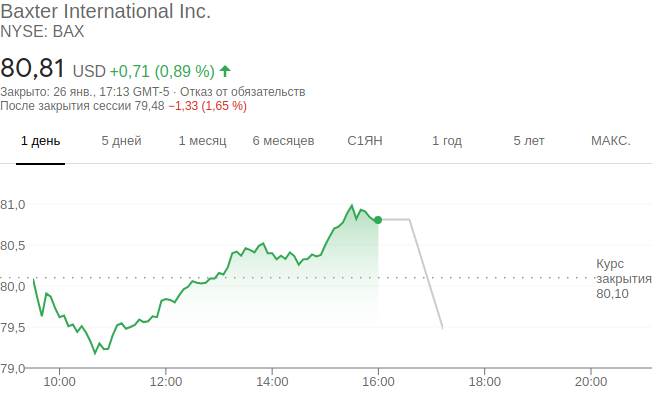 Baxter International Inc.
NYSE: BAX
80,81 USD +0,71 (0,89 %)
Закрыто: 26 янв., 17:13 GMT-5 · Отказ от обязательств
После закрытия сессии 79,48 −1,33 (1,65 %)
1 день 5 дней 1 месяц 6 месяцев С1ЯН 1 год 5 лет МАКС.
81,0
80,5
80,0
79,5
79,0
Курс
закрытия
80,10
10:00 12:00 14:00 16:00 18:00 20:00